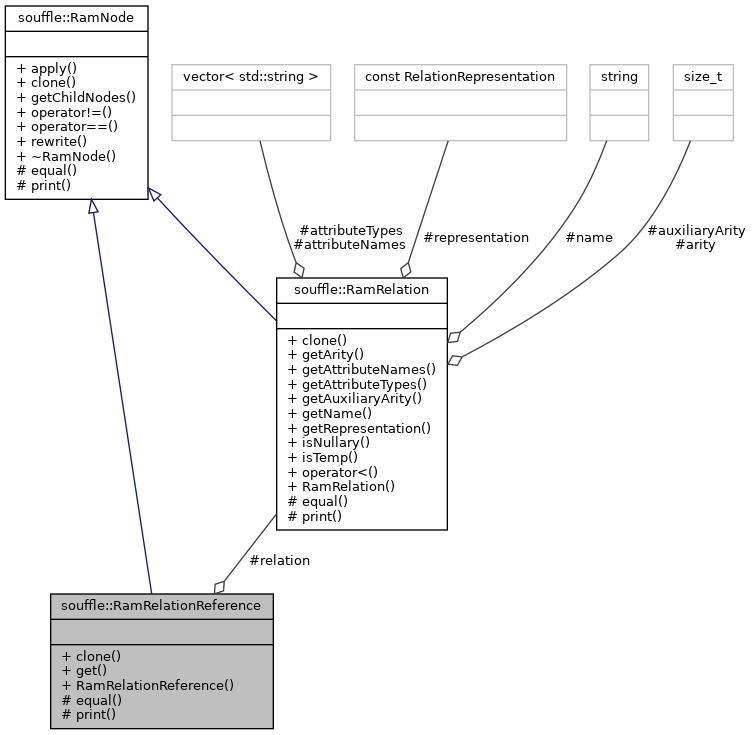 souffle::RamNode
+ apply()
+ clone()
+ getChildNodes()
+ operator!=()
+ operator==()
+ rewrite()
+ ~RamNode()
# equal()
# print()
vector< std::string >
const RelationRepresentation
string
size_t
#attributeTypes
#attributeNames
#representation
#name
#auxiliaryArity
#arity
souffle::RamRelation
+ clone()
+ getArity()
+ getAttributeNames()
+ getAttributeTypes()
+ getAuxiliaryArity()
+ getName()
+ getRepresentation()
+ isNullary()
+ isTemp()
+ operator<()
+ RamRelation()
# equal()
# print()
#relation
souffle::RamRelationReference
+ clone()
+ get()
+ RamRelationReference()
# equal()
# print()